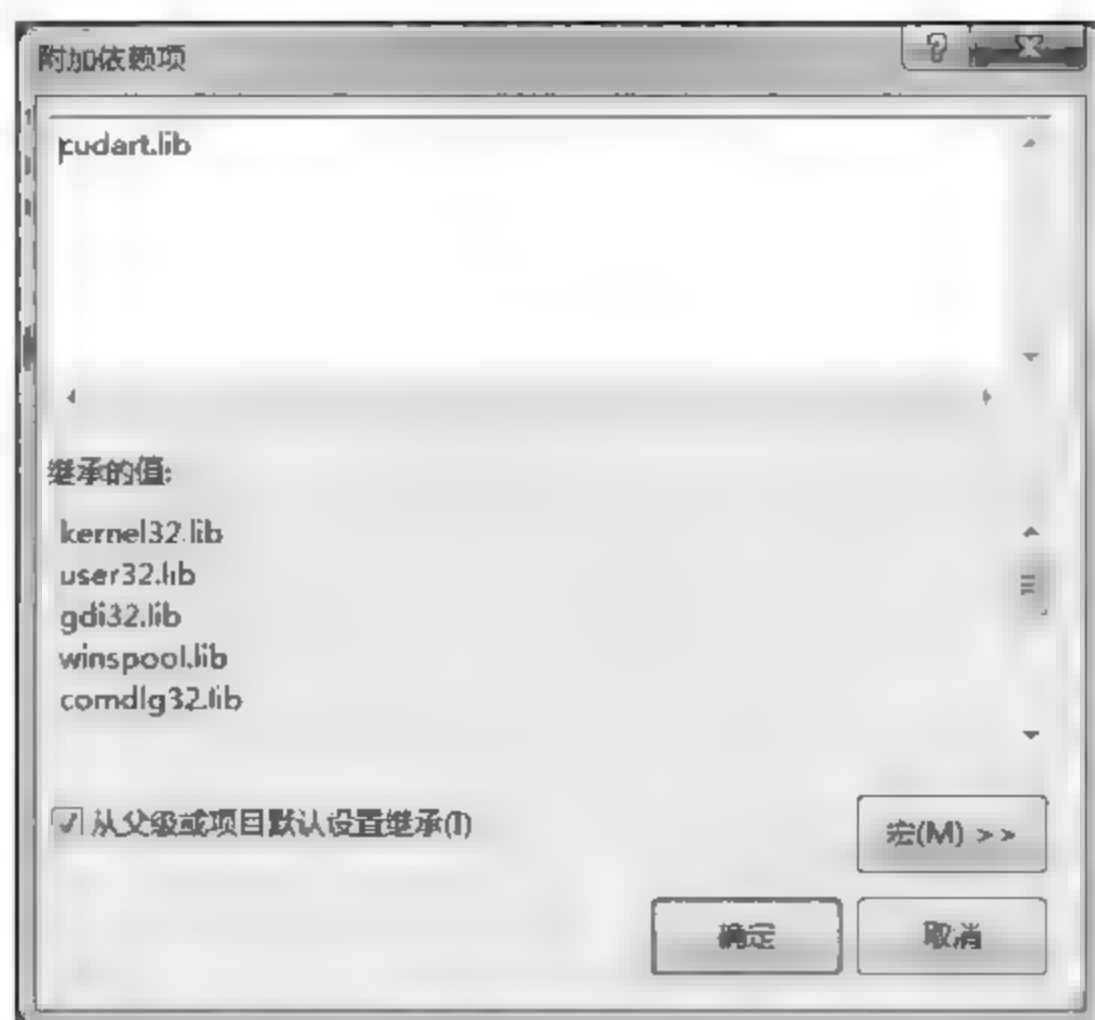 附加依赖项
cudart.lib
继承的值:
kernel32.lib
user32.lib
gdi32.lib
winspool.lib
comdlg32.lib
从父级或项目默认设置继承(I)
宏(M) >>
确定
取消